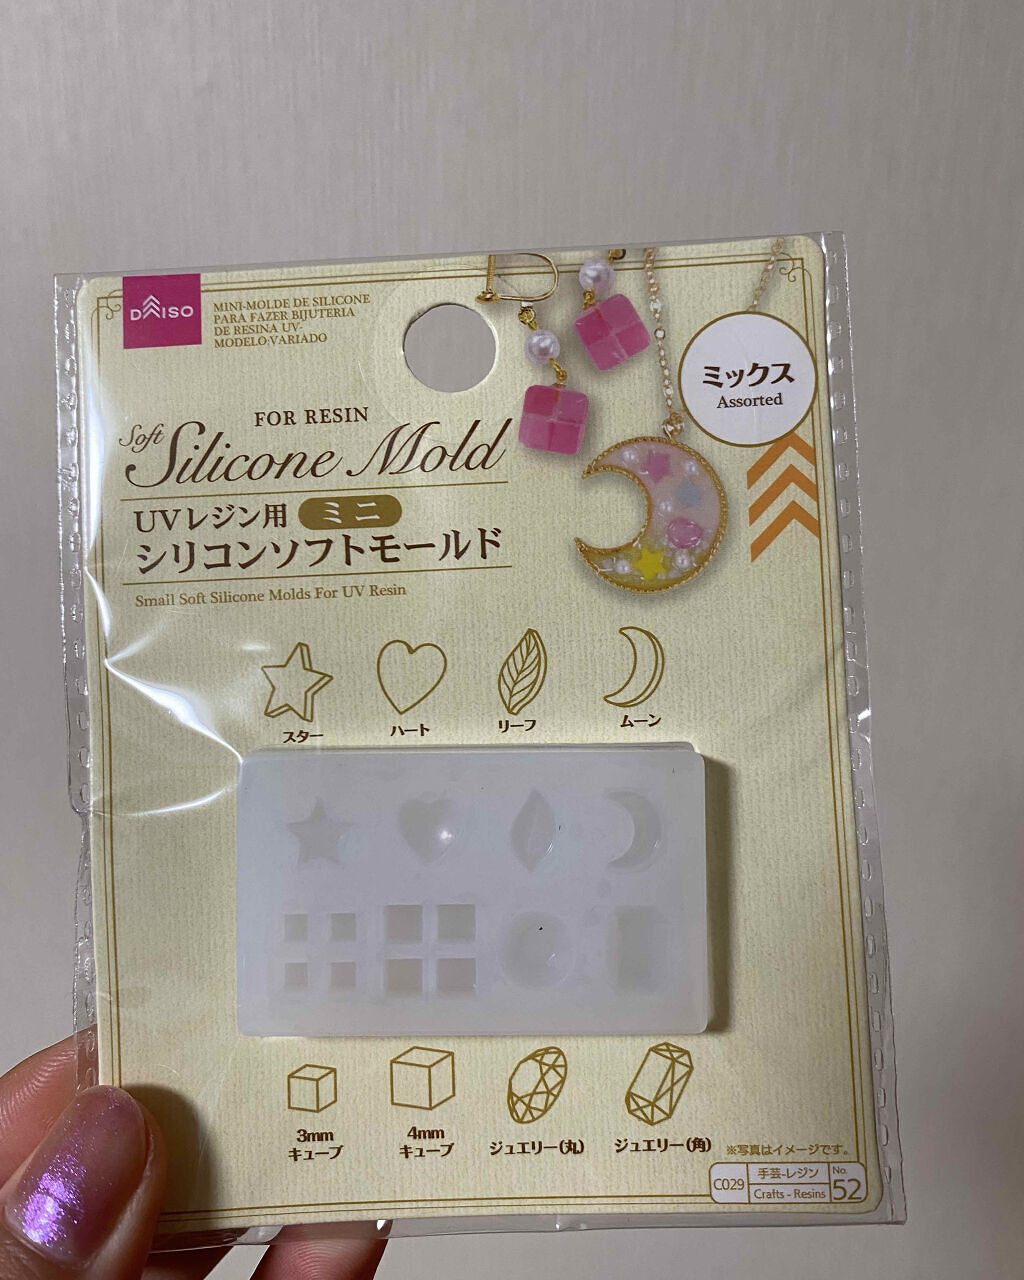 DAISO
MINI-MOLDE DE SILICONE
PARA FAZER BIJUTERIA
DE RESINA UV-
MODELO:VARIADO
ミックス
Assorted
FOR RESIN
Soft Silicone Mold
UVレジン用 ミニ
シリコンソフトモールド
Small Soft Silicone Molds For UV Resin
スター
ハート
リーフ
ムーン
3mm
キューブ
4mm
キューブ
ジュエリー(丸)
ジュエリー(角)
※写真はイメージです。
C029
手芸-レジン
Crafts - Resins
No.
52